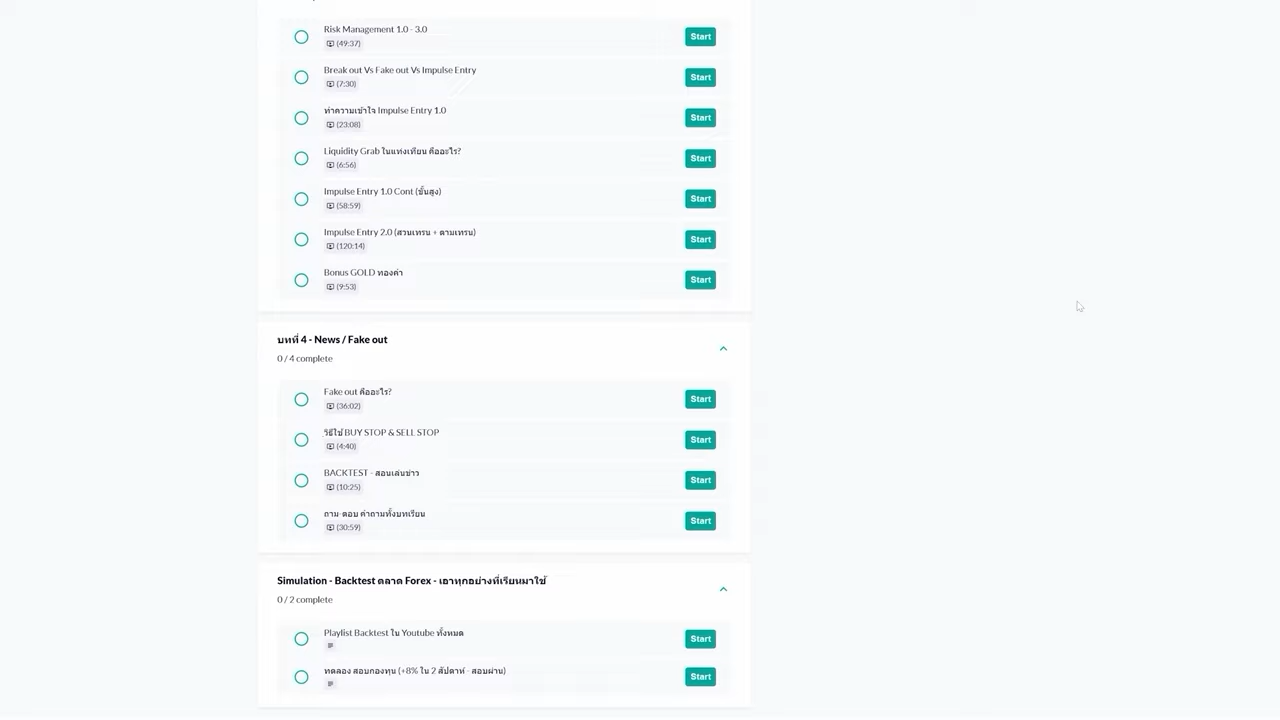 Risk Management 1.0 - 3.0
Start
(49:37)
Break out Vs Fake out Vs Impulse Entry
Start
(7:30)
ทำความเข้าใจ Impulse Entry 1.0
Start
(23:08)
Liquidity Grab ในแท่งเทียน คืออะไร?
Start
(6:56)
Impulse Entry 1.0 Cont (ขั้นสูง)
Start
(58:59)
Impulse Entry 2.0 (สวนเทรน + ตามเทรน)
Start
(120:14)
Bonus GOLD ทองคำ
Start
(9:53)
บทที่ 4 - News / Fake out
0 / 4 complete
Fake out คืออะไร?
Start
(36:02)
วิธีใช้ BUY STOP & SELL STOP
Start
(4:40)
BACKTEST - สอนเล่นข่าว
Start
(10:25)
ถาม-ตอบ คำถามทั้งบทเรียน
Start
(30:59)
Simulation - Backtest ตลาด Forex - เอาทุกอย่างที่เรียนมาใช้
0 / 2 complete
Playlist Backtest ใน Youtube ทั้งหมด
Start
ทดลอง สอบกองทุน (+8% ใน 2 สัปดาห์ - สอบผ่าน)
Start